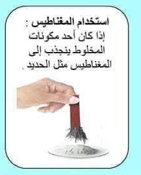 استخدام المغناطيس :
إذا كان أحد مكونات
المخلوط ينجذب إلى
المغناطيس مثل الحديد .